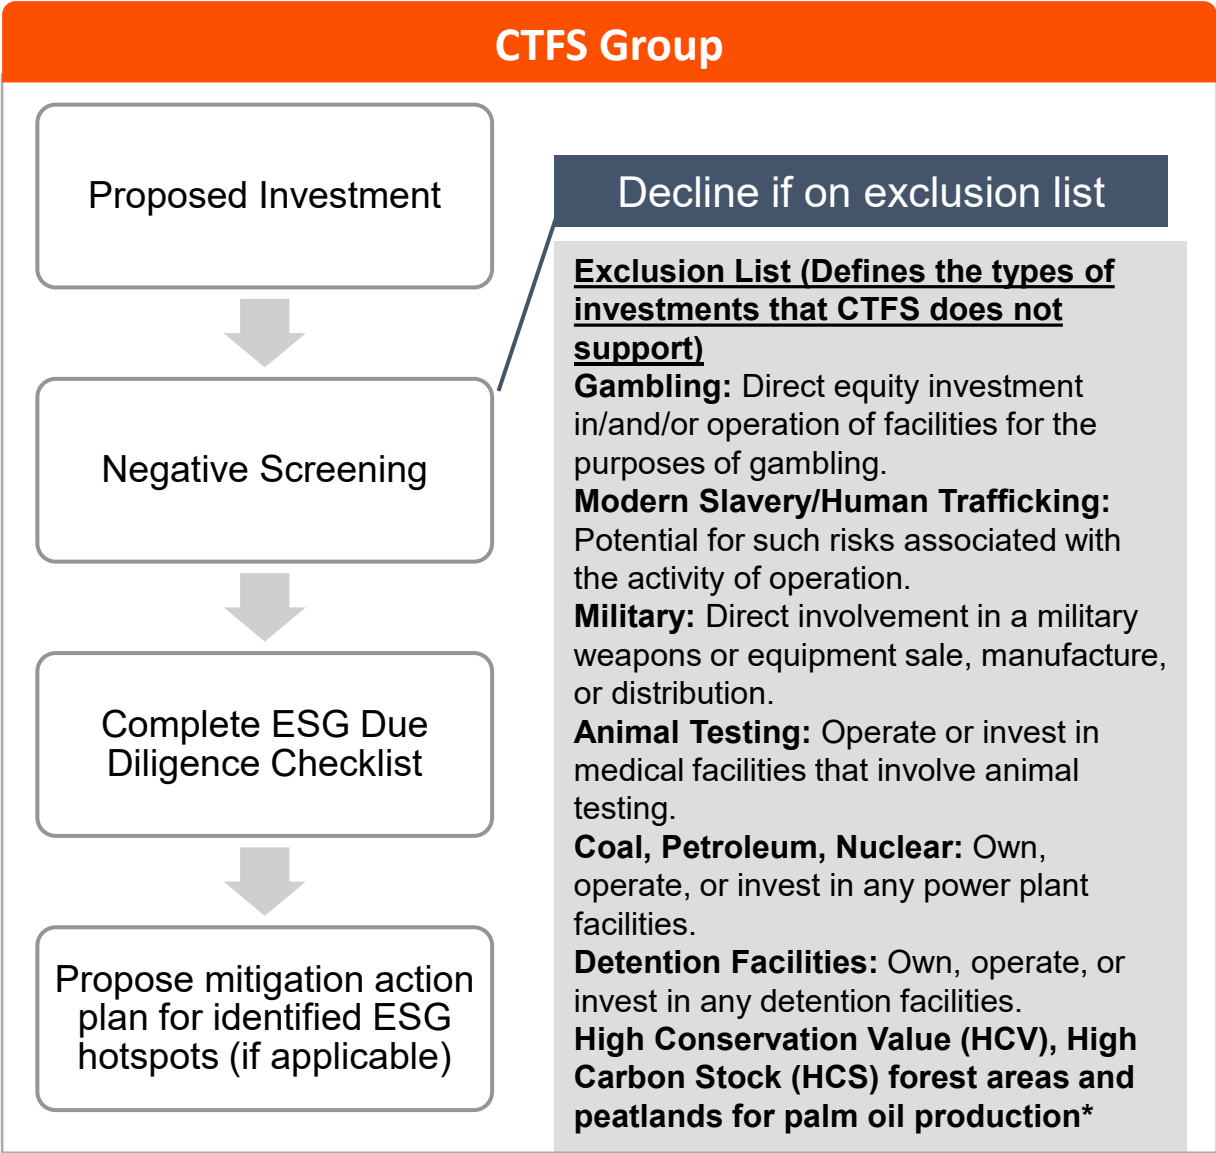 CTFS Group
Proposed Investment
Negative Screening
Complete ESG Due
Diligence Checklist
Propose mitigation action
plan for identified ESG
hotspots (if applicable)
Decline if on exclusion list
Exclusion List (Defines the types of
investments that CTFS does not
support)
Gambling: Direct equity investment
in/and/or operation of facilities for the
purposes of gambling.
Modern Slavery/Human Trafficking:
Potential for such risks associated with
the activity of operation.
Military: Direct involvement in a military
weapons or equipment sale, manufacture,
or distribution.
Animal Testing: Operate or invest in
medical facilities that involve animal
testing.
Coal, Petroleum, Nuclear: Own,
operate, or invest in any power plant
facilities.
Detention Facilities: Own, operate, or
invest in any detention facilities.
High Conservation Value (HCV), High
Carbon Stock (HCS) forest areas and
peatlands for palm oil production*